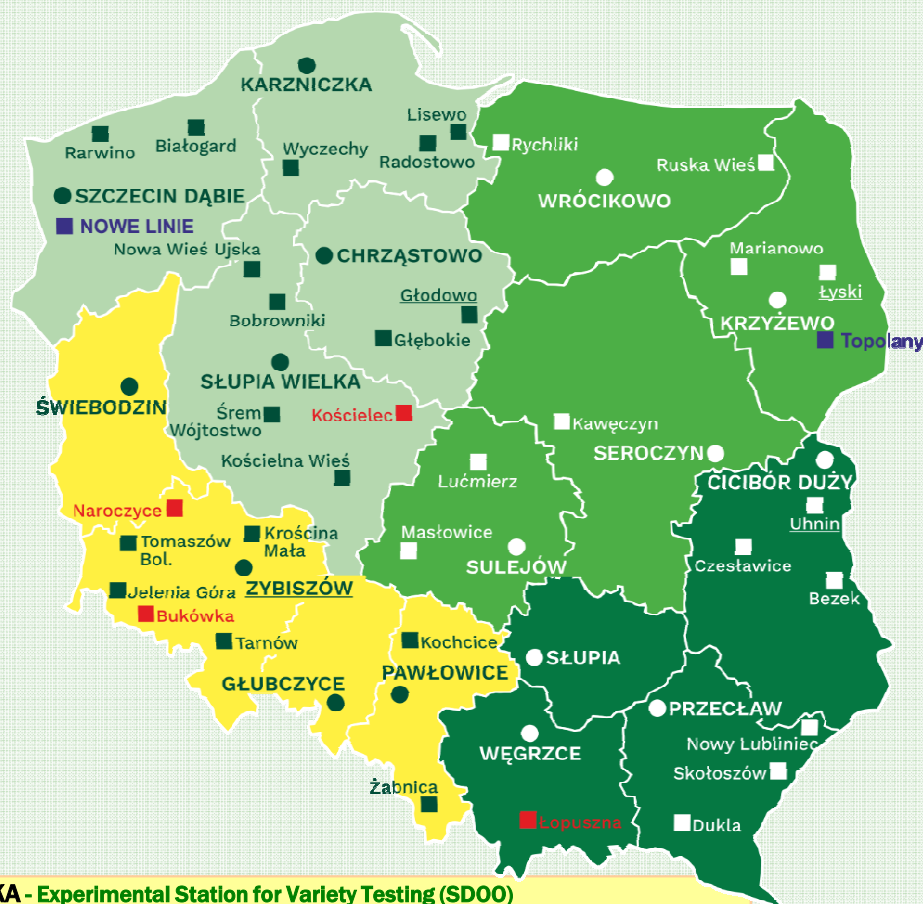 KARZNICZKA
Lisewo
Rarwino
Białogard
Wyczechy
Radostowo
Rychliki
Ruska Wieś
SZCZECIN DĄBIE
WRÓCIKOWO
NOWE LINIE
Nowa Wieś Ujska
CHRZĄSTOWO
Marianowo
Głodowo
Łyski
Bobrowniki
KRZYŻEWO
Głębokie
Topolany
SŁUPIA WIELKA
ŚWIEBODZIN
Śrem
Wójtostwo
Kościelec
Kawęczyn
SEROCZYN
Kościelna Wieś
Lućmierz
CICIBÓR DUŻY
Naroczyce
Uhnin
Krościna
Mała
Tomaszów
Bol.
Masłowice
SULEJÓW
Czesławice
Jelenia Góra
ZYBISZÓW
Bezek
Bukówka
Tarnów
Kochcice
SŁUPIA
GŁUBCZYCE
PAWŁOWICE
PRZECŁAW
WĘGRZCE
Nowy Lubliniec
Skołoszów
Żabnica
Łopuszna
Dukla
KA - Experimental Station for Variety Testing (SDOO)